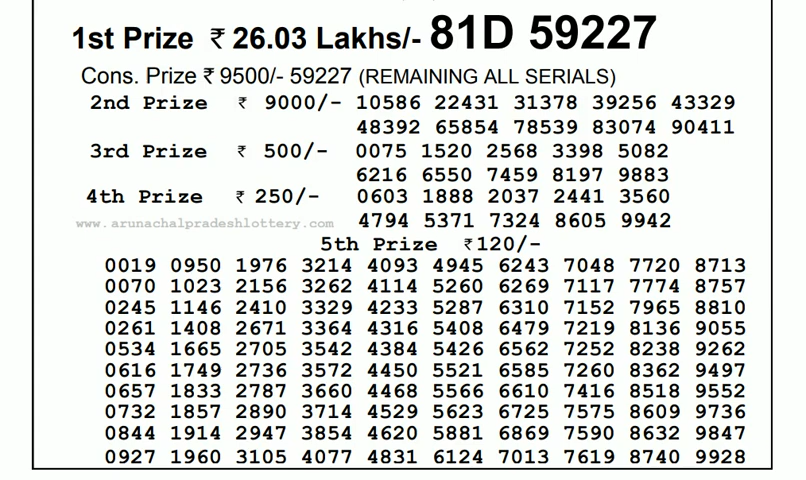 1st Prize ₹ 26.03 Lakhs/- 81D 59227
Cons. Prize ₹ 9500/- 59227 (REMAINING ALL SERIALS)
2nd Prize ₹ 9000/- 10586 22431 31378 39256 43329
48392 65854 78539 83074 90411
3rd Prize ₹ 500/- 0075 1520 2568 3398 5082
6216 6550 7459 8197 9883
4th Prize ₹ 250/- 0603 1888 2037 2441 3560
www.arunachalpradeshlottery.com 4794 5371 7324 8605 9942
5th Prize ₹120/-
0019 0950 1976 3214 4093 4945 6243 7048 7720 8713
0070 1023 2156 3262 4114 5260 6269 7117 7774 8757
0245 1146 2410 3329 4233 5287 6310 7152 7965 8810
0261 1408 2671 3364 4316 5408 6479 7219 8136 9055
0534 1665 2705 3542 4384 5426 6562 7252 8238 9262
0616 1749 2736 3572 4450 5521 6585 7260 8362 9497
0657 1833 2787 3660 4468 5566 6610 7416 8518 9552
0732 1857 2890 3714 4529 5623 6725 7575 8609 9736
0844 1914 2947 3854 4620 5881 6869 7590 8632 9847
0927 1960 3105 4077 4831 6124 7013 7619 8740 9928